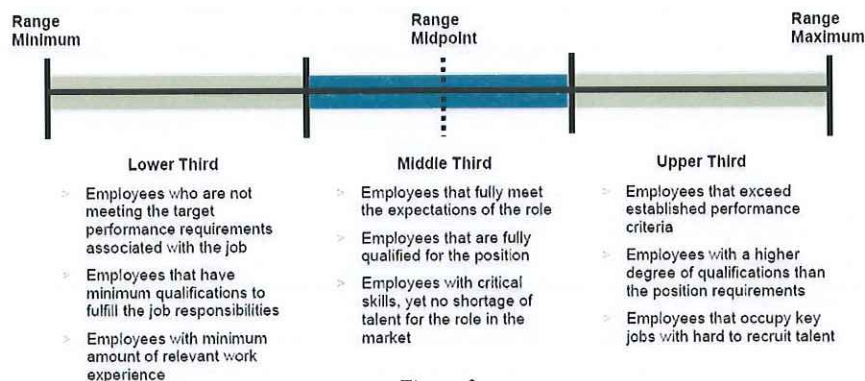 Range
Minimum
Range
Midpoint
Range
Maximum
Lower Third
> Employees who are not
meeting the target
performance requirements
associated with the job
> Employees that have
minimum qualifications to
fulfill the job responsibilities
> Employees with minimum
amount of relevant work
experience
Middle Third
> Employees that fully meet
the expectations of the role
> Employees that are fully
qualified for the position
> Employees with critical
skills, yet no shortage of
talent for the role in the
market
Upper Third
> Employees that exceed
established performance
criteria
> Employees with a higher
degree of qualifications than
the position requirements
> Employees that occupy key
jobs with hard to recruit talent